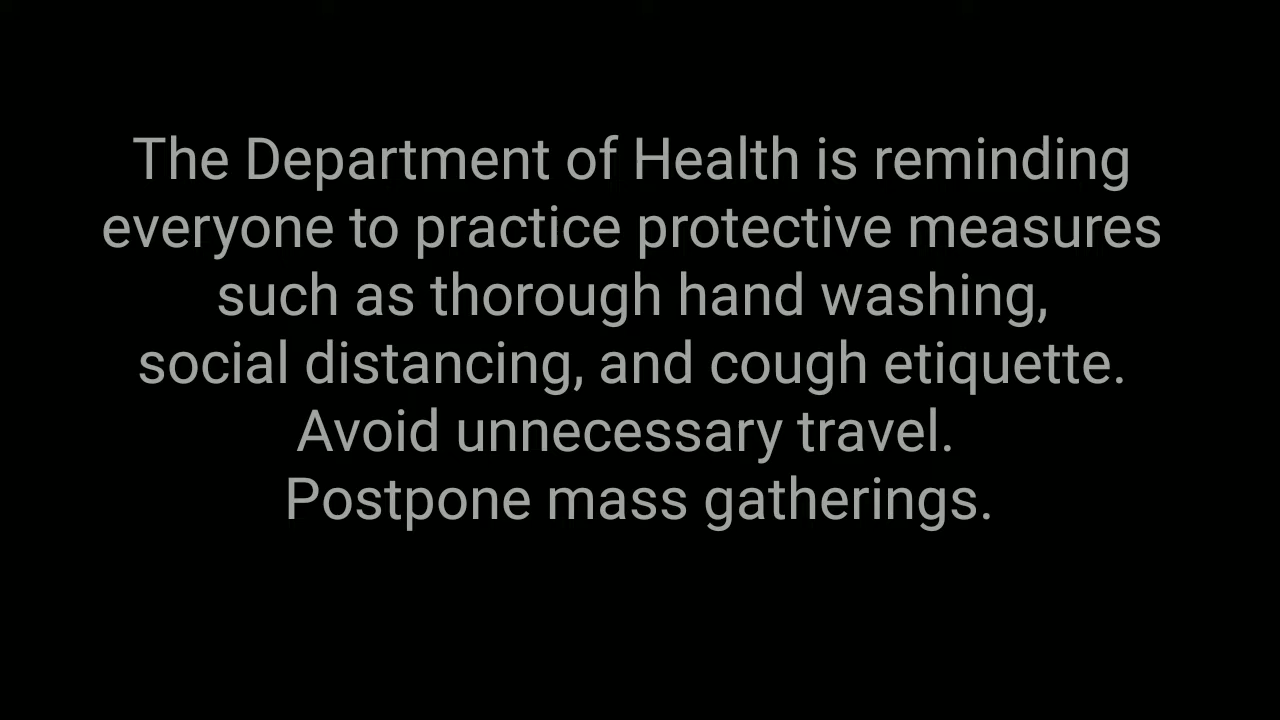 The Department of Health is reminding
everyone to practice protective measures
such as thorough hand washing,
social distancing, and cough etiquette.
Avoid unnecessary travel.
Postpone mass gatherings.